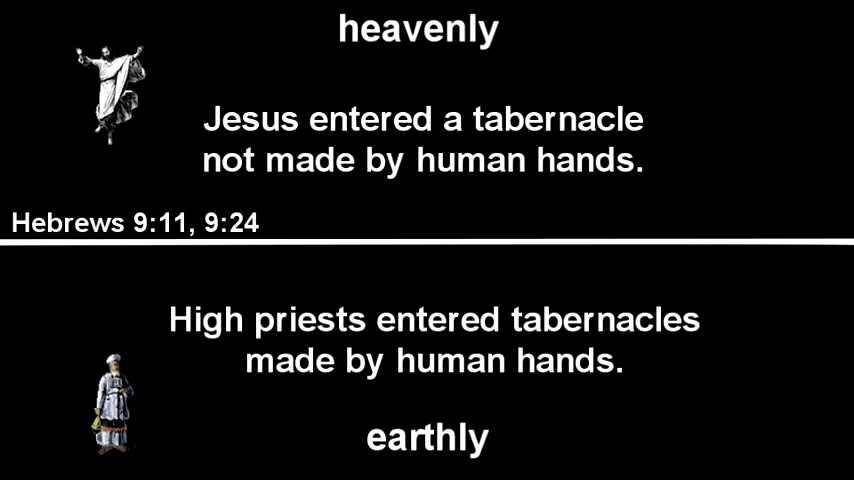 heavenly
Jesus entered a tabernacle
not made by human hands.
Hebrews 9:11, 9:24
High priests entered tabernacles
made by human hands.
earthly